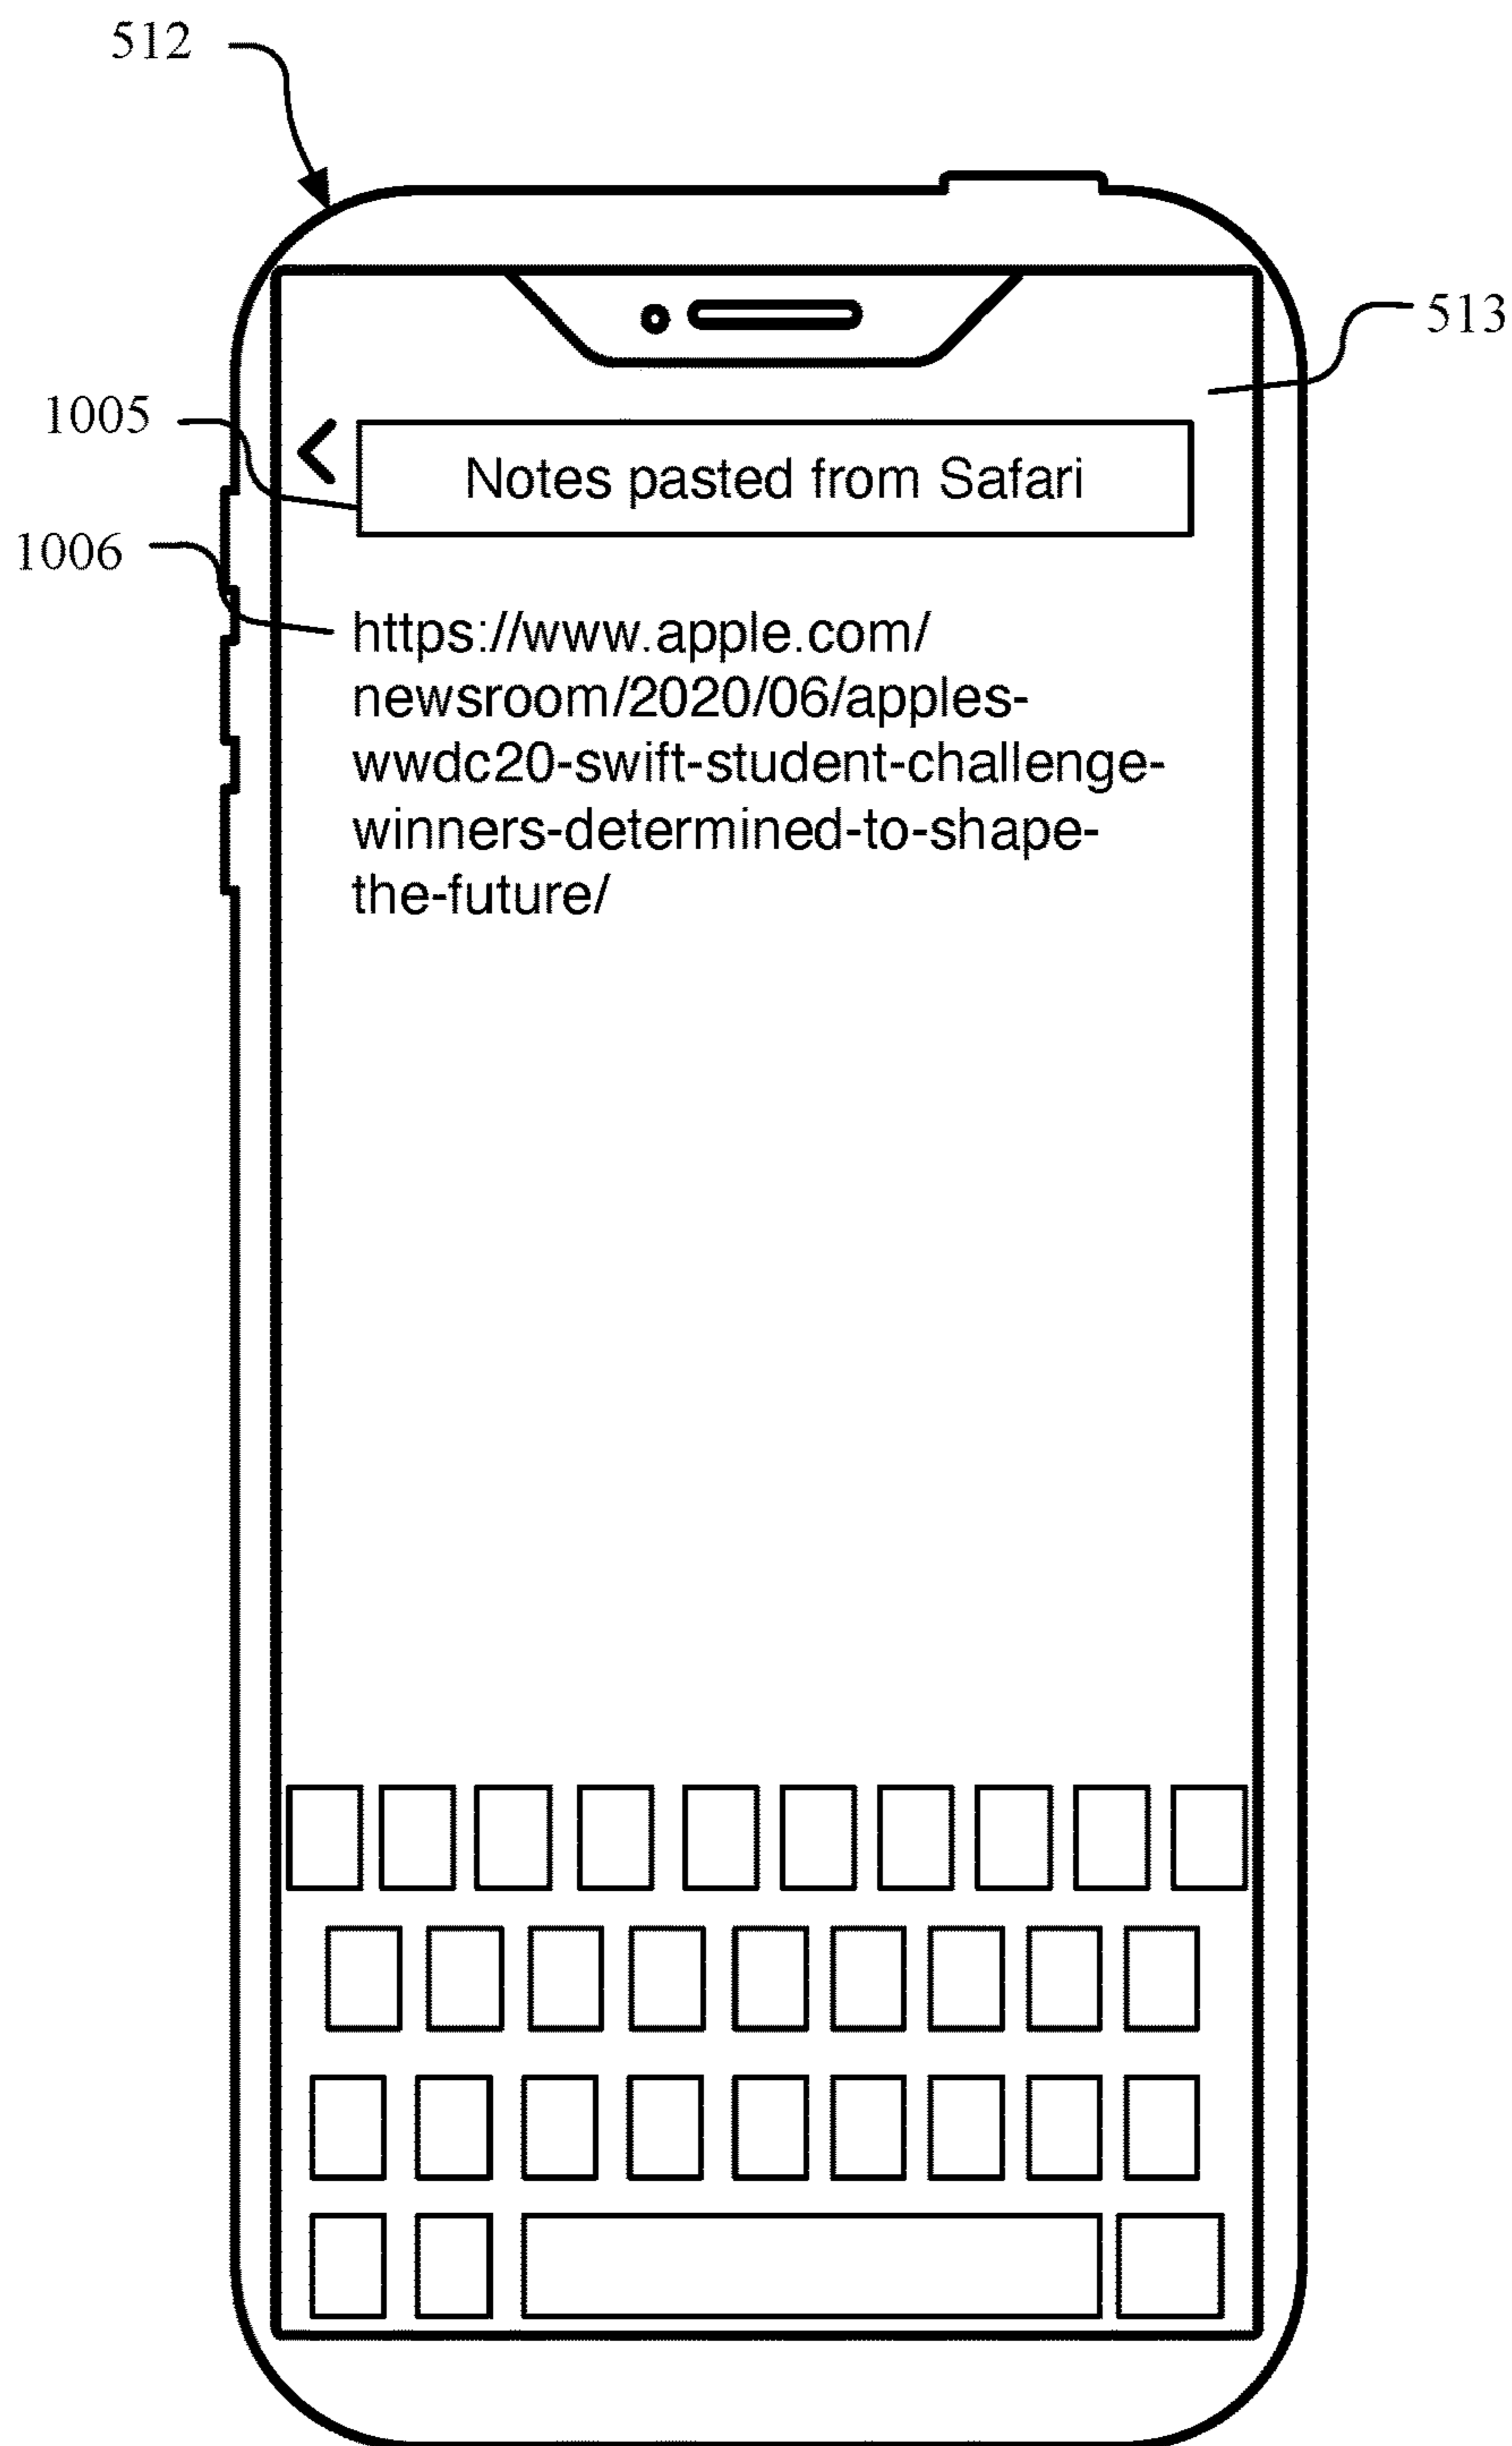 512
513
1005
Notes pasted from Safari
1006
https://www.apple.com/
newsroom/2020/06/apples-
wwdc20-swift-student-challenge-
winners-determined-to-shape-
the-future/